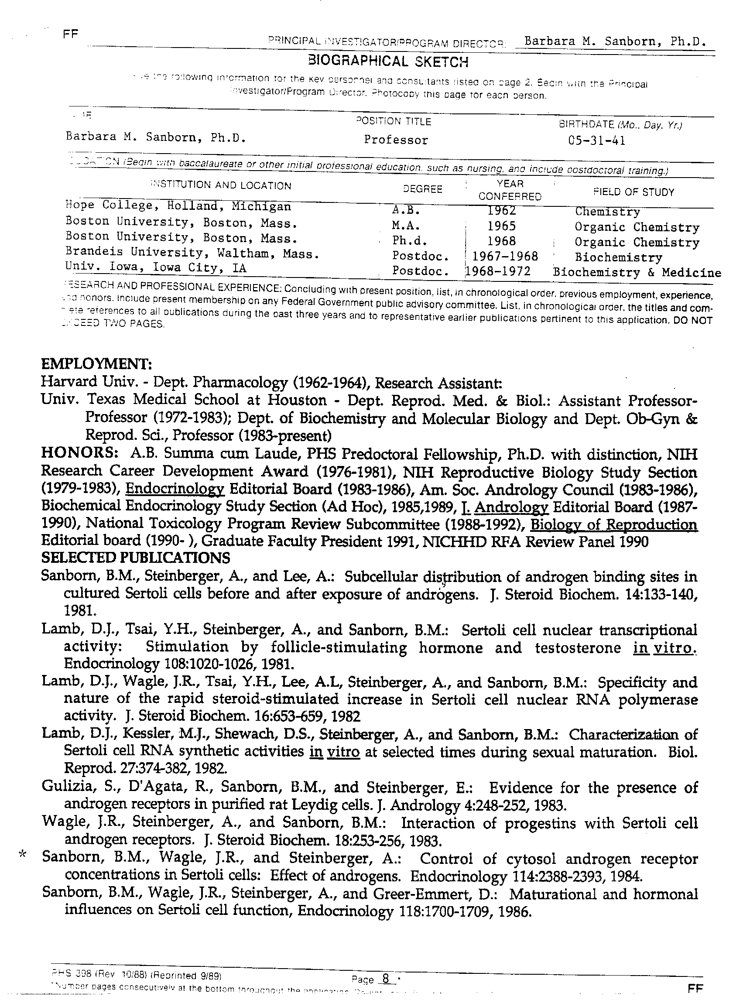 FF
PRINCIPAL INVESTIGATOR/PROGRAM DIRECTOR: Barbara M. Sanborn, Ph.D.
BIOGRAPHICAL SKETCH
the following information for the key personnel and consultants listed on page 2. Begin with the Principal
Investigator/Program Director. Photocopy this page for each person.
POSITION TITLE BIRTHDATE (Mo., Day, Yr.)
Barbara M. Sanborn, Ph.D. Professor 05-31-41
(Begin with baccalaureate or other initial professional education, such as nursing, and include postdoctoral training.)
INSTITUTION AND LOCATION DEGREE YEAR CONFERRED FIELD OF STUDY
Hope College, Holland, Michigan A.B. 1962 Chemistry
Boston University, Boston, Mass. M.A. 1965 Organic Chemistry
Boston University, Boston, Mass. Ph.d. 1968 Organic Chemistry
Brandeis University, Waltham, Mass. Postdoc. 1967-1968 Biochemistry
Univ. Iowa, Iowa City, IA Postdoc. 1968-1972 Biochemistry & Medicine
RESEARCH AND PROFESSIONAL EXPERIENCE: Concluding with present position, list, in chronological order, previous employment, experience,
and honors. Include present membership on any Federal Government public advisory committee. List, in chronological order, the titles and com-
plete references to all publications during the past three years and to representative earlier publications pertinent to this application. DO NOT
EXCEED TWO PAGES.
EMPLOYMENT:
Harvard Univ. - Dept. Pharmacology (1962-1964), Research Assistant:
Univ. Texas Medical School at Houston - Dept. Reprod. Med. & Biol.: Assistant Professor-
Professor (1972-1983); Dept. of Biochemistry and Molecular Biology and Dept. Ob-Gyn &
Reprod. Sci., Professor (1983-present)
HONORS: A.B. Summa cum Laude, PHS Predoctoral Fellowship, Ph.D. with distinction, NIH
Research Career Development Award (1976-1981), NIH Reproductive Biology Study Section
(1979-1983), Endocrinology Editorial Board (1983-1986), Am. Soc. Andrology Council (1983-1986),
Biochemical Endocrinology Study Section (Ad Hoc), 1985,1989, J. Andrology Editorial Board (1987-
1990), National Toxicology Program Review Subcommittee (1988-1992), Biology of Reproduction
Editorial board (1990- ), Graduate Faculty President 1991, NICHHD RFA Review Panel 1990
SELECTED PUBLICATIONS
Sanborn, B.M., Steinberger, A., and Lee, A.: Subcellular distribution of androgen binding sites in
cultured Sertoli cells before and after exposure of androgens. J. Steroid Biochem. 14:133-140,
1981.
Lamb, D.J., Tsai, Y.H., Steinberger, A., and Sanborn, B.M.: Sertoli cell nuclear transcriptional
activity: Stimulation by follicle-stimulating hormone and testosterone in vitro.
Endocrinology 108:1020-1026, 1981.
Lamb, D.J., Wagle, J.R., Tsai, Y.H., Lee, A.L, Steinberger, A., and Sanborn, B.M.: Specificity and
nature of the rapid steroid-stimulated increase in Sertoli cell nuclear RNA polymerase
activity. J. Steroid Biochem. 16:653-659, 1982
Lamb, D.J., Kessler, M.J., Shewach, D.S., Steinberger, A., and Sanborn, B.M.: Characterization of
Sertoli cell RNA synthetic activities in vitro at selected times during sexual maturation. Biol.
Reprod. 27:374-382, 1982.
Gulizia, S., D'Agata, R., Sanborn, B.M., and Steinberger, E.: Evidence for the presence of
androgen receptors in purified rat Leydig cells. J. Andrology 4:248-252, 1983.
Wagle, J.R., Steinberger, A., and Sanborn, B.M.: Interaction of progestins with Sertoli cell
androgen receptors. J. Steroid Biochem. 18:253-256, 1983.
* Sanborn, B.M., Wagle, J.R., and Steinberger, A.: Control of cytosol androgen receptor
concentrations in Sertoli cells: Effect of androgens. Endocrinology 114:2388-2393, 1984.
Sanborn, B.M., Wagle, J.R., Steinberger, A., and Greer-Emmert, D.: Maturational and hormonal
influences on Sertoli cell function, Endocrinology 118:1700-1709, 1986.
PHS 398 (Rev. 10/88) (Reprinted 9/89) Page 8 *
*Number pages consecutively at the bottom throughout the application.
FF